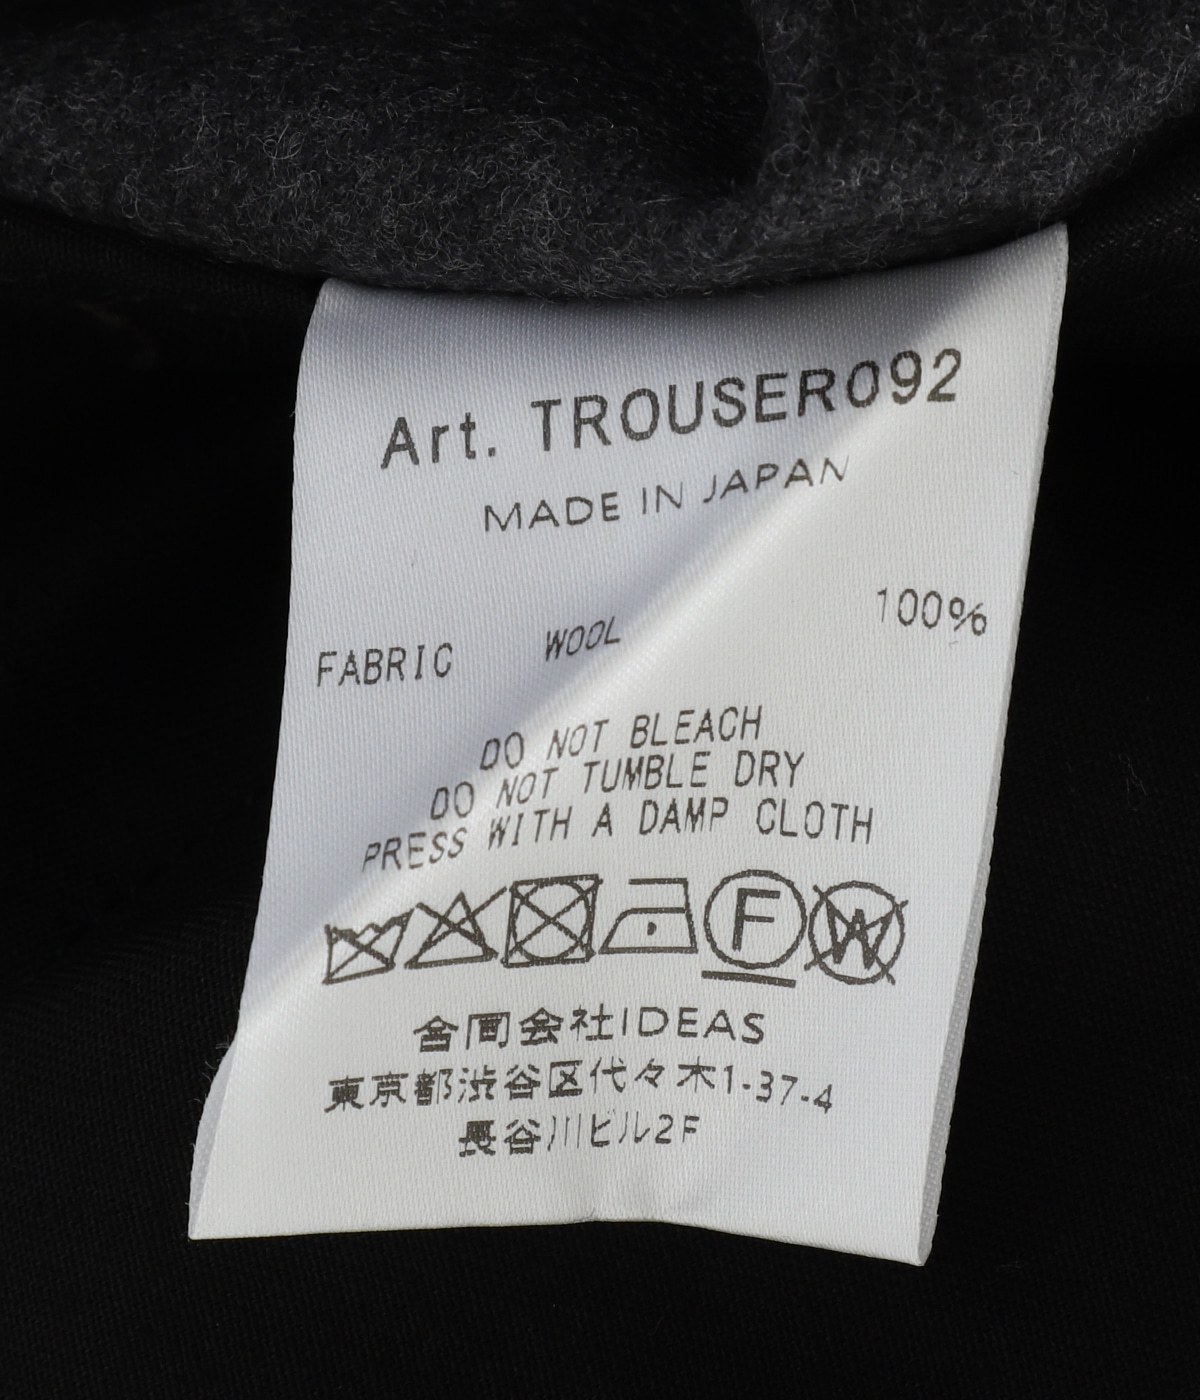 Art. TROUSER092
MADE IN JAPAN
FABRIC WOOL 100%
DO NOT BLEACH
DO NOT TUMBLE DRY
PRESS WITH A DAMP CLOTH
F W
合同会社IDEAS
東京都渋谷区代々木1-37-4
長谷川ビル2F